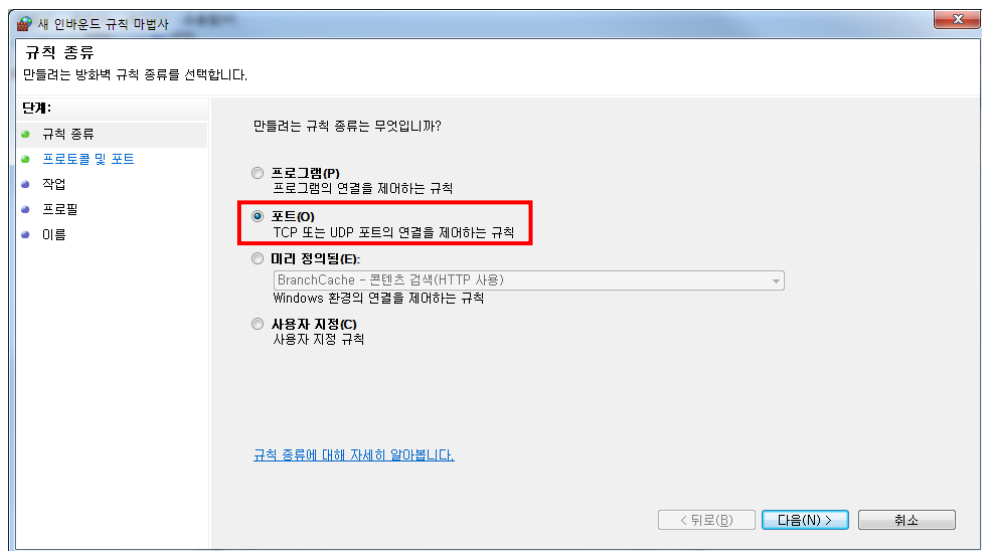 새 인바운드 규칙 마법사
규칙 종류
만들려는 방화벽 규칙 종류를 선택합니다.
단계:
규칙 종류
프로토콜 및 포트
작업
프로필
이름
만들려는 규칙 종류는 무엇입니까?
프로그램(P)
프로그램의 연결을 제어하는 규칙
포트(O)
TCP 또는 UDP 포트의 연결을 제어하는 규칙
미리 정의됨(E):
BranchCache - 콘텐츠 검색(HTTP 사용)
Windows 환경의 연결을 제어하는 규칙
사용자 지정(C)
사용자 지정 규칙
규칙 종류에 대해 자세히 알아봅니다.
< 뒤로(B) 다음(N) > 취소